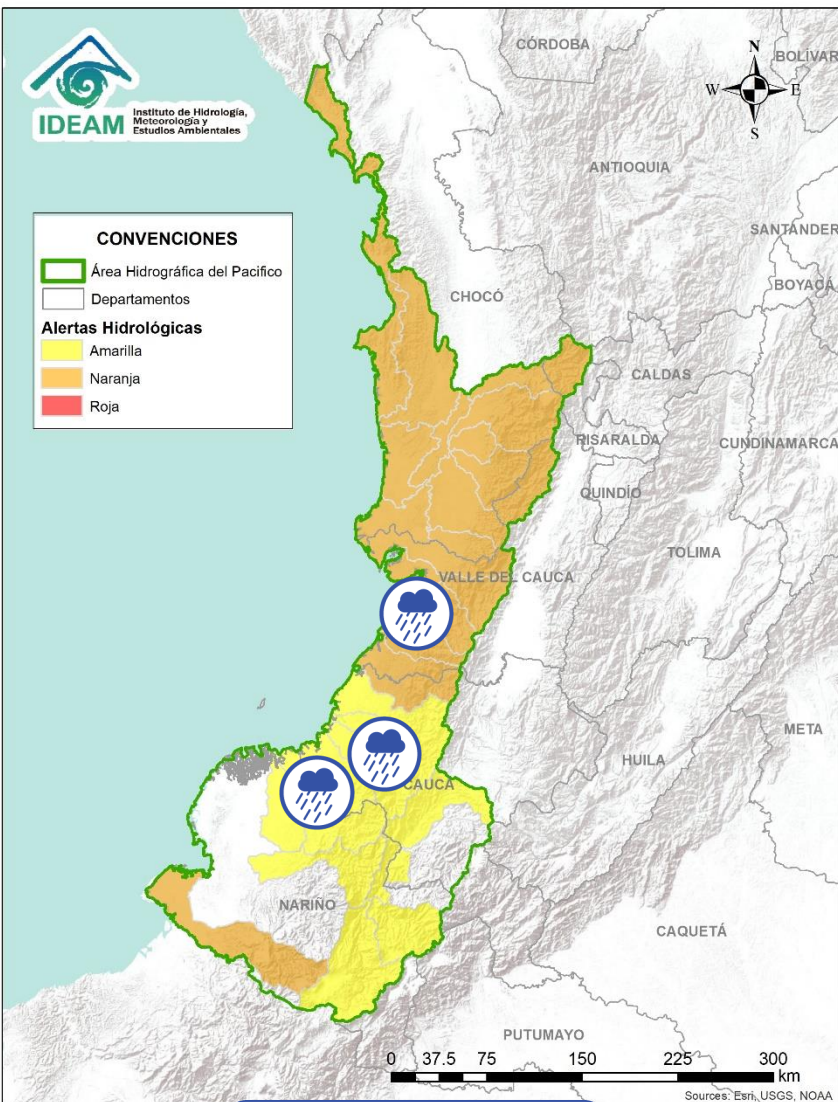 IDEAM
Instituto de Hidrología,
Meteorología y
Estudios Ambientales
CÓRDOBA
BOLÍVAR
N
W E
S
ANTIOQUIA
SANTANDER
BOYACÁ
CONVENCIONES
Área Hidrográfica del Pacifico
Departamentos
Alertas Hidrológicas
Amarilla
Naranja
Roja
CHOCÓ
CALDAS
RISARALDA
CUNDINAMARCA
QUINDÍO
TOLIMA
VALLE DEL CAUCA
META
HUILA
CAUCA
NARIÑO
CAQUETÁ
PUTUMAYO
0 37.5 75 150 225 300
km
Sources: Esri, USGS, NOAA